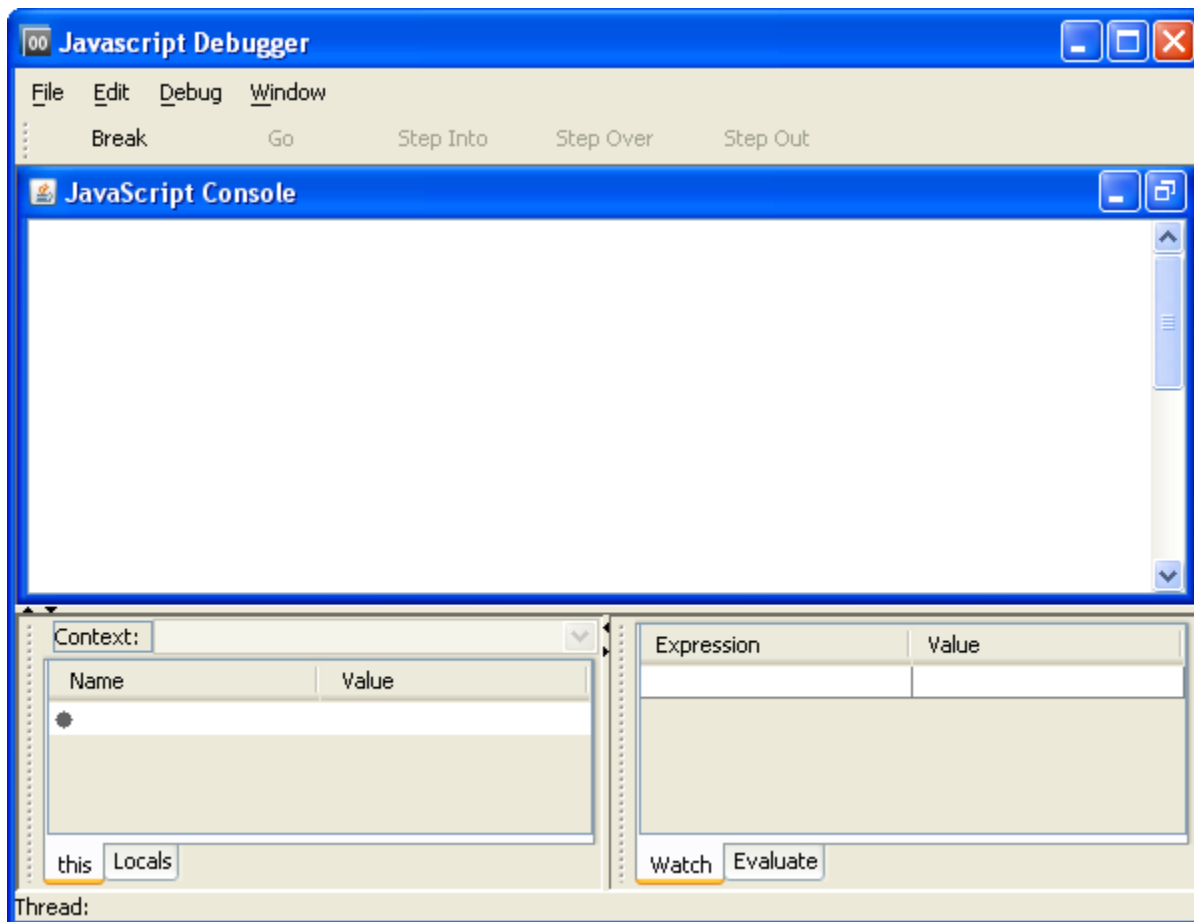 Javascript Debugger
File Edit Debug Window
Break Go Step Into Step Over Step Out
JavaScript Console
Context:
Name Value
this Locals
Expression Value
Watch Evaluate
Thread: